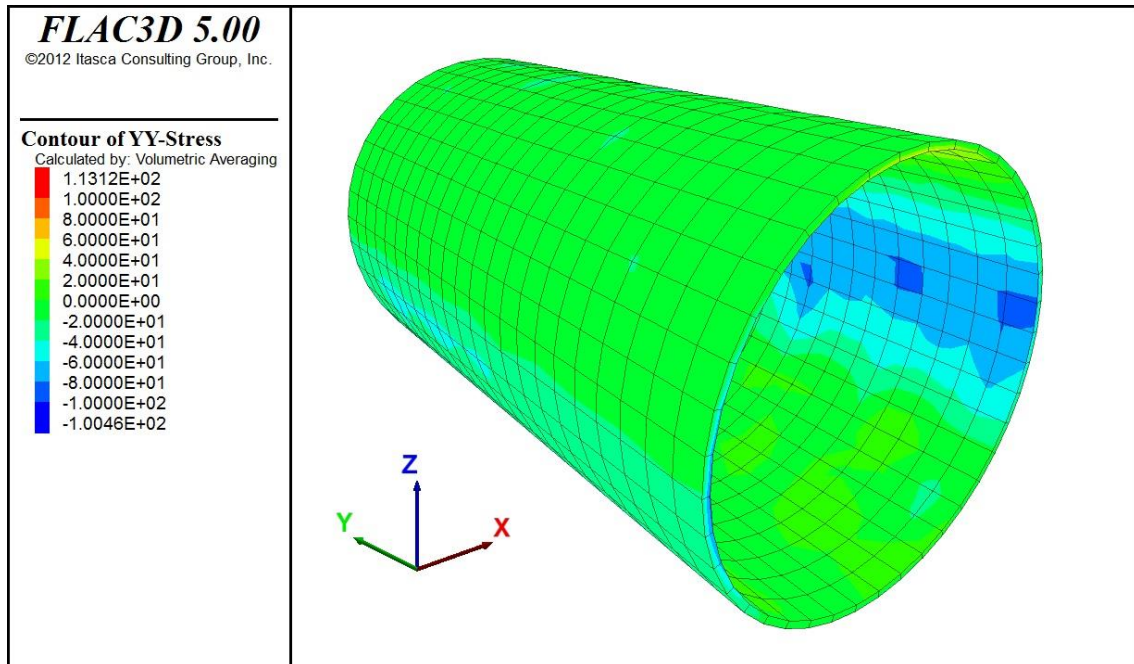 FLAC3D 5.00
©2012 Itasca Consulting Group, Inc.
Contour of YY-Stress
Calculated by: Volumetric Averaging
1.1312E+02
1.0000E+02
8.0000E+01
6.0000E+01
4.0000E+01
2.0000E+01
0.0000E+00
-2.0000E+01
-4.0000E+01
-6.0000E+01
-8.0000E+01
-1.0000E+02
-1.0046E+02
Z
Y
X